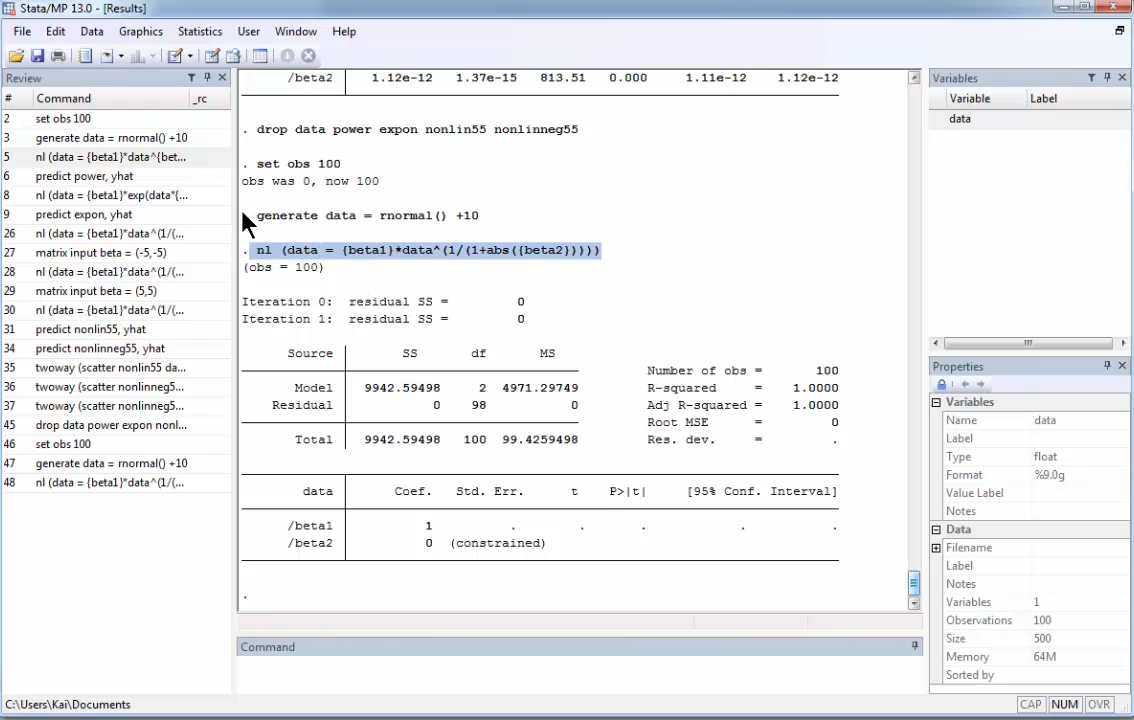 Stata/MP 13.0 - [Results]
File Edit Data Graphics Statistics User Window Help
Review
# Command _rc
2 set obs 100
3 generate data = rnormal() +10
5 nl (data = {beta1}*data^{bet...
6 predict power, yhat
8 nl (data = {beta1}*exp(data*{...
9 predict expon, yhat
26 nl (data = {beta1}*data^(1/(...
27 matrix input beta = (-5,-5)
28 nl (data = {beta1}*data^(1/(...
29 matrix input beta = (5,5)
30 nl (data = {beta1}*data^(1/(...
31 predict nonlin55, yhat
34 predict nonlinneg55, yhat
35 twoway (scatter nonlin55 da...
36 twoway (scatter nonlinneg5...
37 twoway (scatter nonlinneg5...
45 drop data power expon nonl...
46 set obs 100
47 generate data = rnormal() +10
48 nl (data = {beta1}*data^(1/(...
/beta2 1.12e-12 1.37e-15 813.51 0.000 1.11e-12 1.12e-12
. drop data power expon nonlin55 nonlinneg55
. set obs 100
obs was 0, now 100
generate data = rnormal() +10
. nl (data = {beta1}*data^(1/(1+abs({beta2}))))
(obs = 100)
Iteration 0: residual SS = 0
Iteration 1: residual SS = 0
Source SS df MS
Number of obs = 100
Model 9942.59498 2 4971.29749 R-squared = 1.0000
Residual 0 98 0 Adj R-squared = 1.0000
Root MSE = 0
Total 9942.59498 100 99.4259498 Res. dev. = .
data Coef. Std. Err. t P>|t| [95% Conf. Interval]
/beta1 1 . . . . .
/beta2 0 (constrained)
.
Command
Variables
Variable Label
data
Properties
Variables
Name data
Label
Type float
Format %9.0g
Value Label
Notes
Data
Filename
Label
Notes
Variables 1
Observations 100
Size 500
Memory 64M
Sorted by
C:\Users\Kai\Documents
CAP NUM OVR